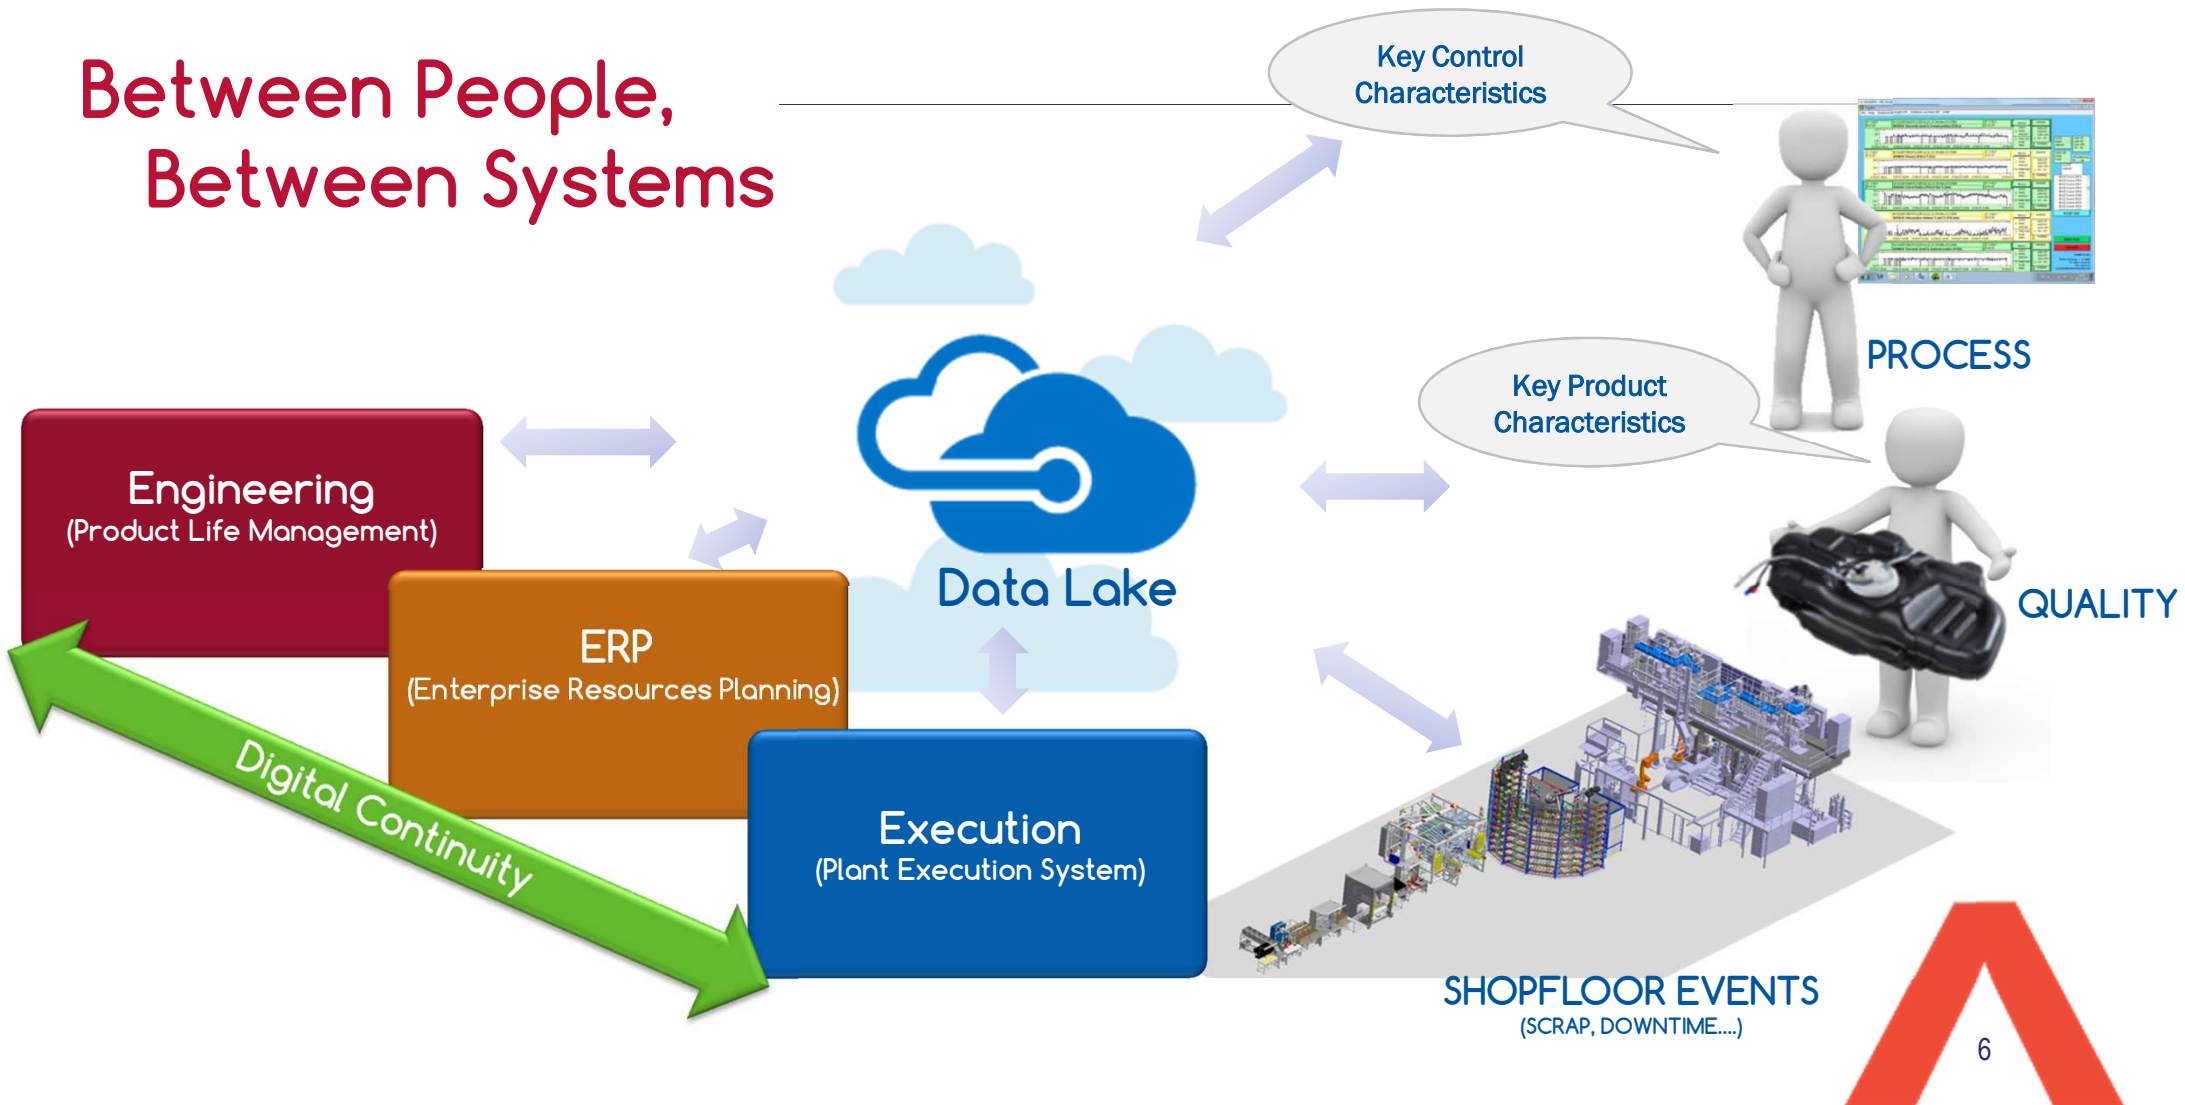 Between People,
Between Systems
Key Control
Characteristics
PROCESS
Key Product
Characteristics
QUALITY
Engineering
(Product Life Management)
ERP
(Enterprise Resources Planning)
Execution
(Plant Execution System)
Digital Continuity
Data Lake
SHOPFLOOR EVENTS
(SCRAP, DOWNTIME....)
6